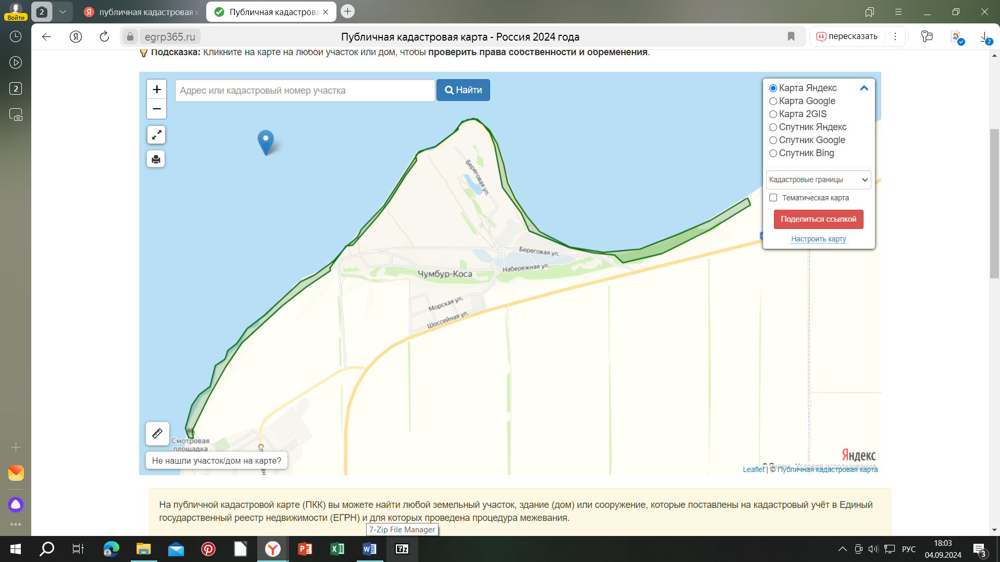 Войти
2
публичная кадастровая к
Публичная кадастрова
egrp365.ru
Публичная кадастровая карта - Россия 2024 года
пересказать
7
2
Подсказка: Кликните на карте на любой участок или дом, чтобы проверить права собственности и обременения.
+
−
Адрес или кадастровый номер участка
Найти
Карта Яндекс
Карта Google
Карта 2GIS
Спутник Яндекс
Спутник Google
Спутник Bing
Кадастровые границы
Тематическая карта
Поделиться ссылкой
Настроить карту
Береговая ул.
Береговая ул.
Набережная ул.
Чумбур-Коса
Морская ул.
Шоссейная ул.
Смотровая
площадка
Не нашли участок/дом на карте?
Яндекс
© Яндекс Условия использования
Leaflet | © Публичная кадастровая карта
На публичной кадастровой карте (ПКК) вы можете найти любой земельный участок, здание (дом) или сооружение, которые поставлены на кадастровый учёт в Единый
государственный реестр недвижимости (ЕГРН) и для которых проведена процедура межевания.
7-Zip File Manager
РУС
18:03
04.09.2024
3